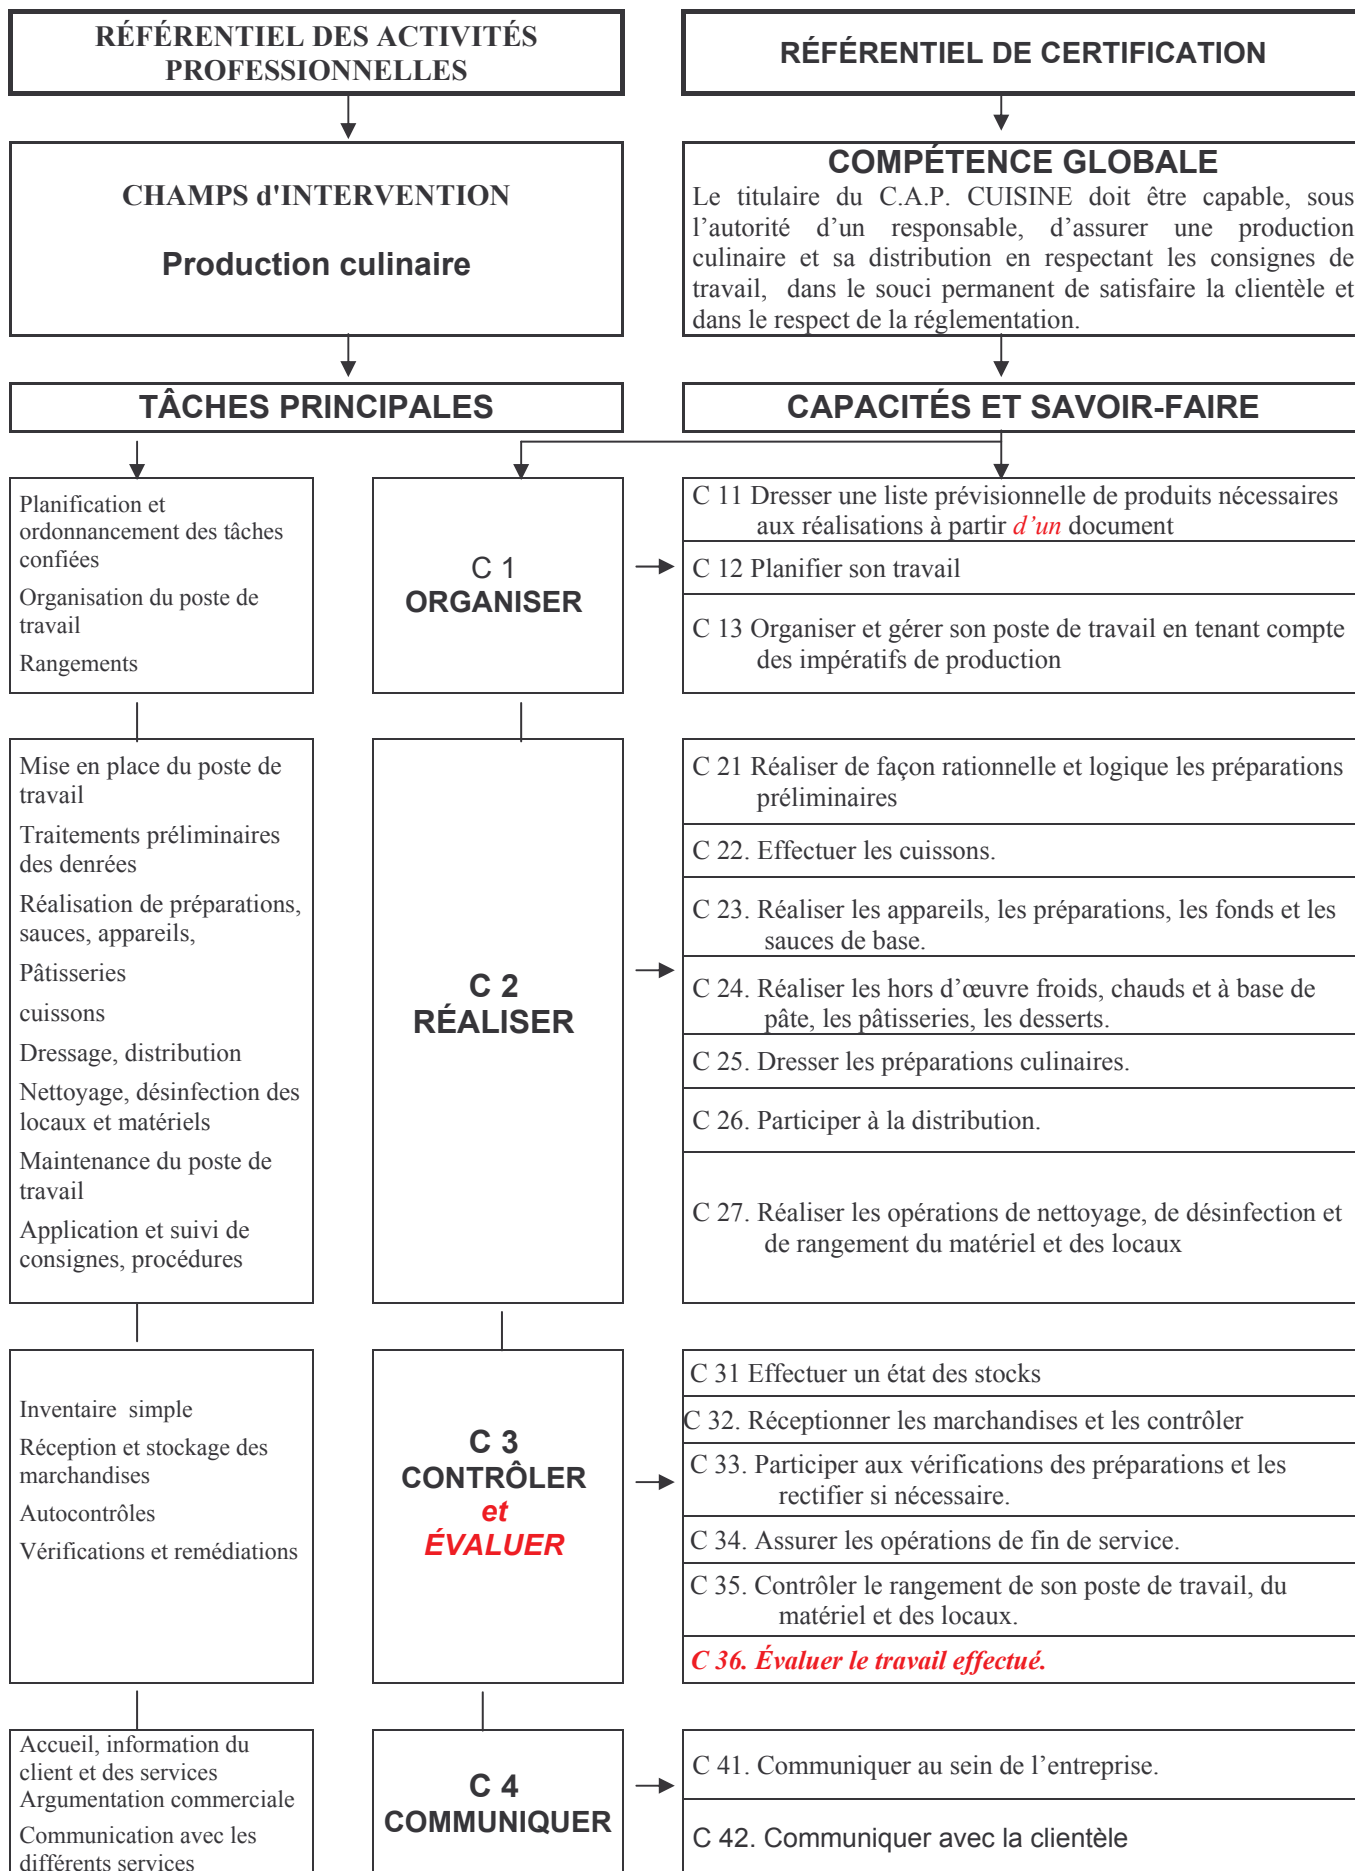 RÉFÉRENTIEL DES ACTIVITÉS
PROFESSIONNELLES
RÉFÉRENTIEL DE CERTIFICATION
CHAMPS d'INTERVENTION
Production culinaire
COMPÉTENCE GLOBALE
Le titulaire du C.A.P. CUISINE doit être capable, sous
l’autorité d’un responsable, d’assurer une production
culinaire et sa distribution en respectant les consignes de
travail, dans le souci permanent de satisfaire la clientèle et
dans le respect de la réglementation.
TÂCHES PRINCIPALES
CAPACITÉS ET SAVOIR-FAIRE
Planification et
ordonnancement des tâches
confiées
Organisation du poste de
travail
Rangements
C 1
ORGANISER
C 11 Dresser une liste prévisionnelle de produits nécessaires
aux réalisations à partir d’un document
C 12 Planifier son travail
C 13 Organiser et gérer son poste de travail en tenant compte
des impératifs de production
Mise en place du poste de
travail
Traitements préliminaires
des denrées
Réalisation de préparations,
sauces, appareils,
Pâtisseries
cuissons
Dressage, distribution
Nettoyage, désinfection des
locaux et matériels
Maintenance du poste de
travail
Application et suivi de
consignes, procédures
C 2
RÉALISER
C 21 Réaliser de façon rationnelle et logique les préparations
préliminaires
C 22. Effectuer les cuissons.
C 23. Réaliser les appareils, les préparations, les fonds et les
sauces de base.
C 24. Réaliser les hors d’œuvre froids, chauds et à base de
pâte, les pâtisseries, les desserts.
C 25. Dresser les préparations culinaires.
C 26. Participer à la distribution.
C 27. Réaliser les opérations de nettoyage, de désinfection et
de rangement du matériel et des locaux
Inventaire simple
Réception et stockage des
marchandises
Autocontrôles
Vérifications et remédiations
C 3
CONTRÔLER
et
ÉVALUER
C 31 Effectuer un état des stocks
C 32. Réceptionner les marchandises et les contrôler
C 33. Participer aux vérifications des préparations et les
rectifier si nécessaire.
C 34. Assurer les opérations de fin de service.
C 35. Contrôler le rangement de son poste de travail, du
matériel et des locaux.
C 36. Évaluer le travail effectué.
Accueil, information du
client et des services
Argumentation commerciale
Communication avec les
différents services
C 4
COMMUNIQUER
C 41. Communiquer au sein de l’entreprise.
C 42. Communiquer avec la clientèle